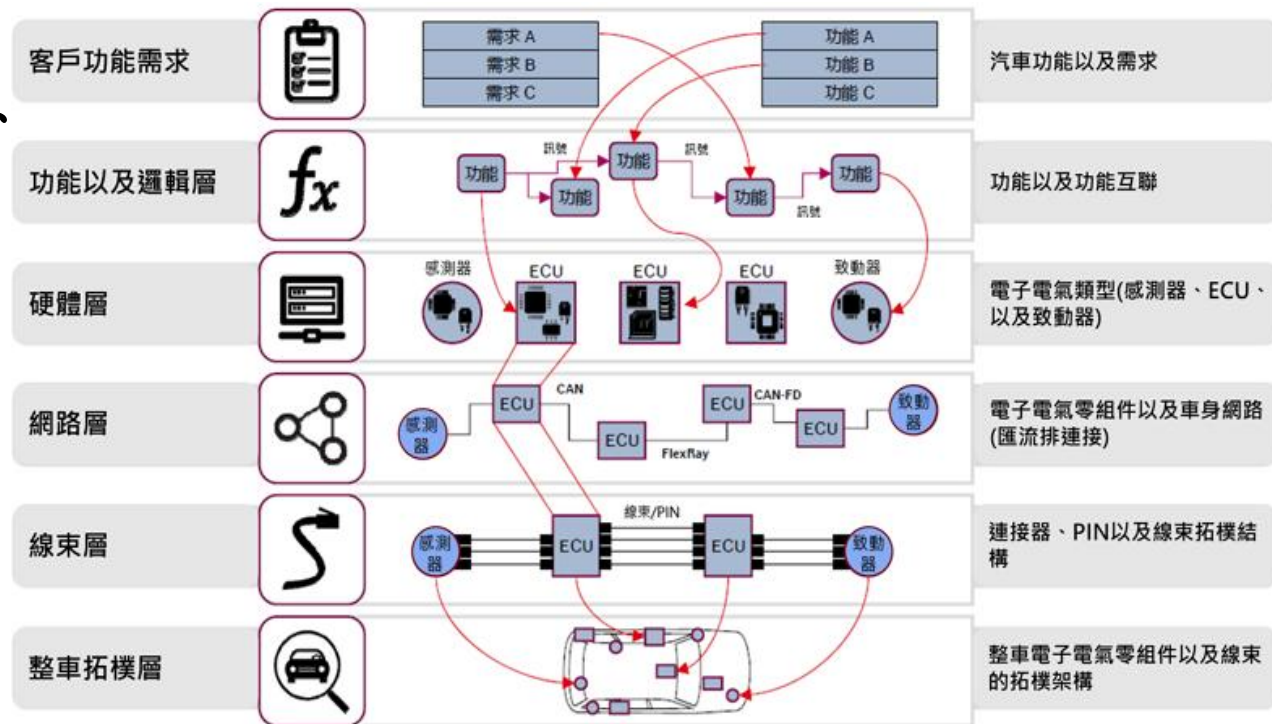 客戶功能需求
需求 A
需求 B
需求 C
功能 A
功能 B
功能 C
汽車功能以及需求
功能以及邏輯層
fx
功能
訊號
功能
功能
訊號
功能
訊號
功能
功能以及功能互聯
硬體層
感測器
ECU
ECU
ECU
致動器
電子電氣類型(感測器、ECU、
以及致動器)
網路層
感測
器
ECU
CAN
ECU
FlexRay
ECU
CAN-FD
ECU
致動
器
電子電氣零組件以及車身網路
(匯流排連接)
線束層
感測
器
ECU
線束/PIN
ECU
致動
器
連接器、PIN以及線束拓樸結
構
整車拓樸層
整車電子電氣零組件以及線束
的拓樸架構